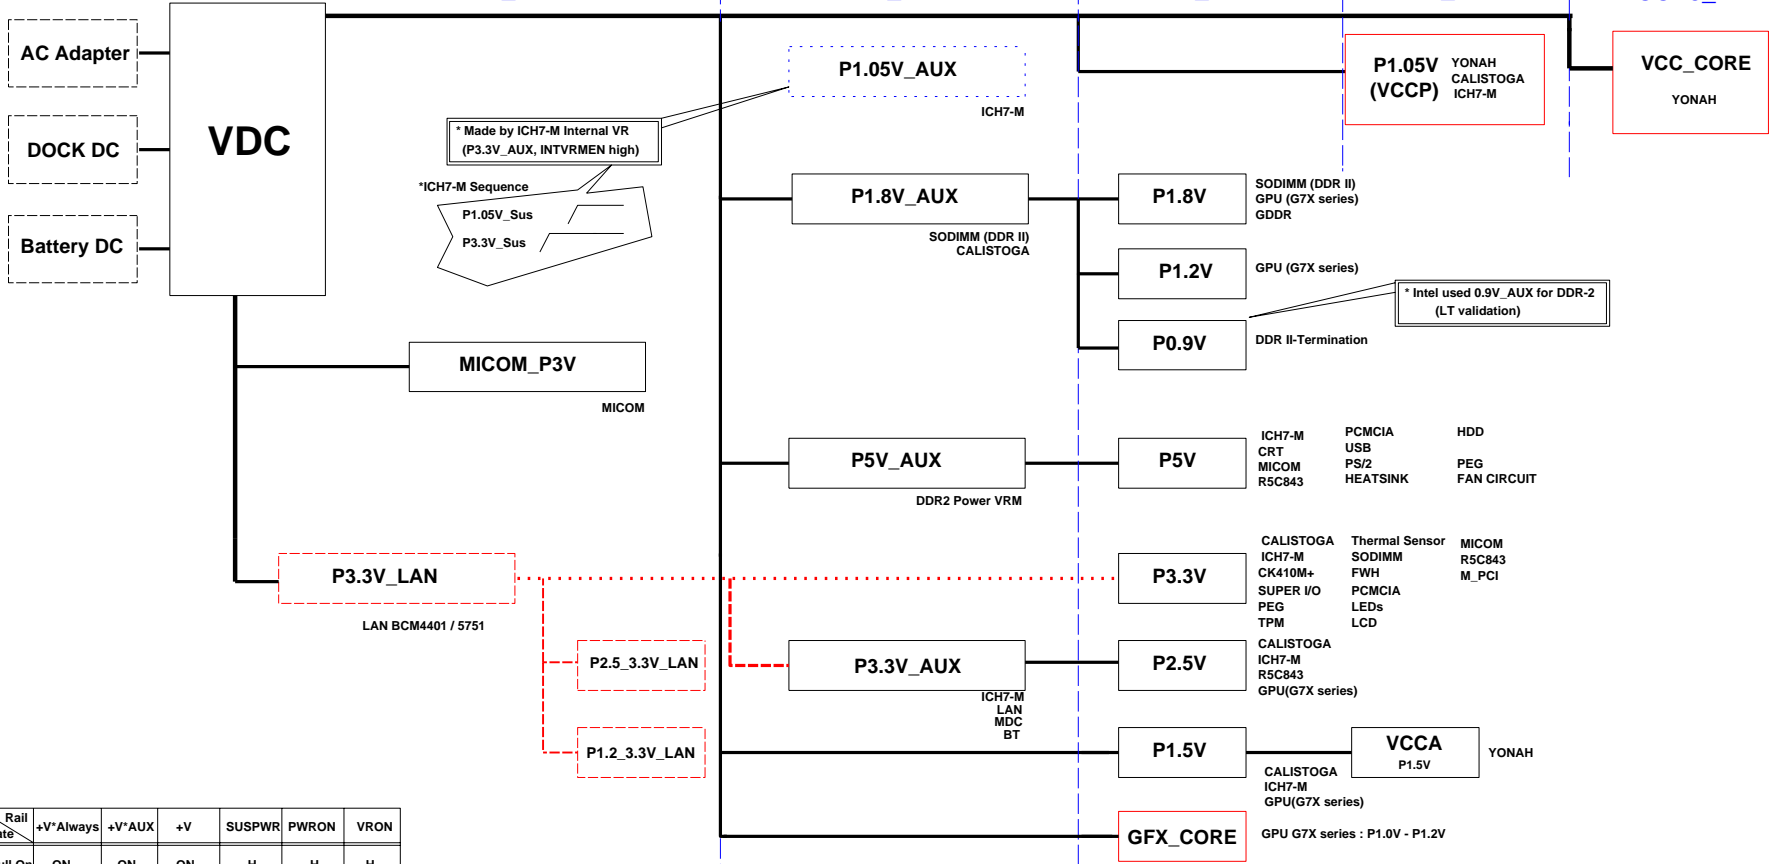 AC Adapter
DOCK DC
Battery DC
VDC
P1.05V_AUX
ICH7-M
* Made by ICH7-M Internal VR
(P3.3V_AUX, INTVRMEN high)
*ICH7-M Sequence
P1.05V_Sus
P3.3V_Sus
P1.05V
(VCCP)
YONAH
CALISTOGA
ICH7-M
VCC_CORE
YONAH
P1.8V_AUX
SODIMM (DDR II)
CALISTOGA
P1.8V
SODIMM (DDR II)
GPU (G7X series)
GDDR
P1.2V
GPU (G7X series)
* Intel used 0.9V_AUX for DDR-2
(LT validation)
P0.9V
DDR II-Termination
MICOM_P3V
MICOM
P5V_AUX
DDR2 Power VRM
P5V
ICH7-M PCMCIA HDD
CRT USB
MICOM PS/2 PEG
R5C843 HEATSINK FAN CIRCUIT
P3.3V_LAN
LAN BCM4401 / 5751
P3.3V
CALISTOGA Thermal Sensor MICOM
ICH7-M SODIMM R5C843
CK410M+ FWH M_PCI
SUPER I/O PCMCIA
PEG LEDs
TPM LCD
P2.5_3.3V_LAN
P3.3V_AUX
ICH7-M
LAN
MDC
BT
P2.5V
CALISTOGA
ICH7-M
R5C843
GPU(G7X series)
P1.2_3.3V_LAN
P1.5V
CALISTOGA
ICH7-M
GPU(G7X series)
VCCA
P1.5V
YONAH
GFX_CORE
GPU G7X series : P1.0V - P1.2V
Rail +V*Always +V*AUX +V SUSPWR PWRON VRON
ON ON ON H H H